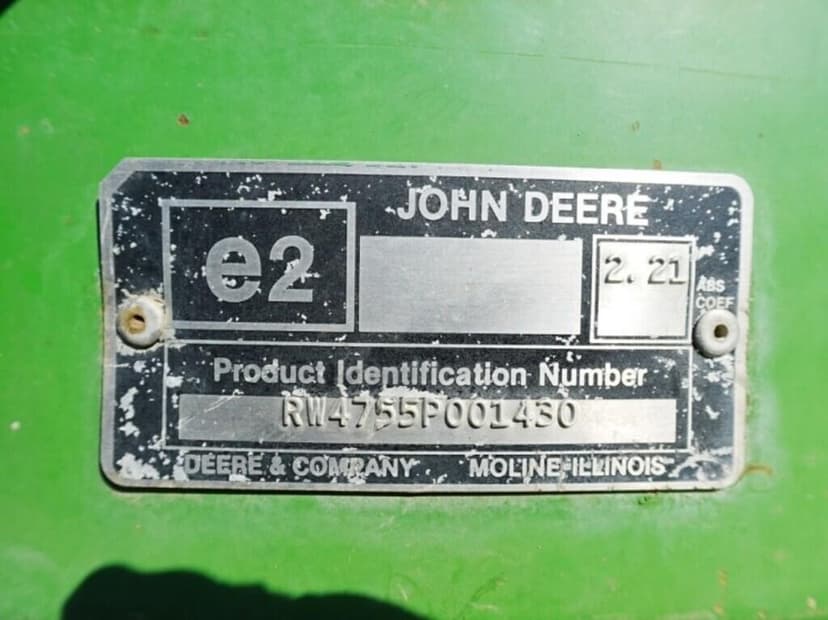 JOHN DEERE
e2
2.21
ABS
COEF
Product Identification Number
RW4755P001430
DEERE & COMPANY MOLINE-ILLINOIS